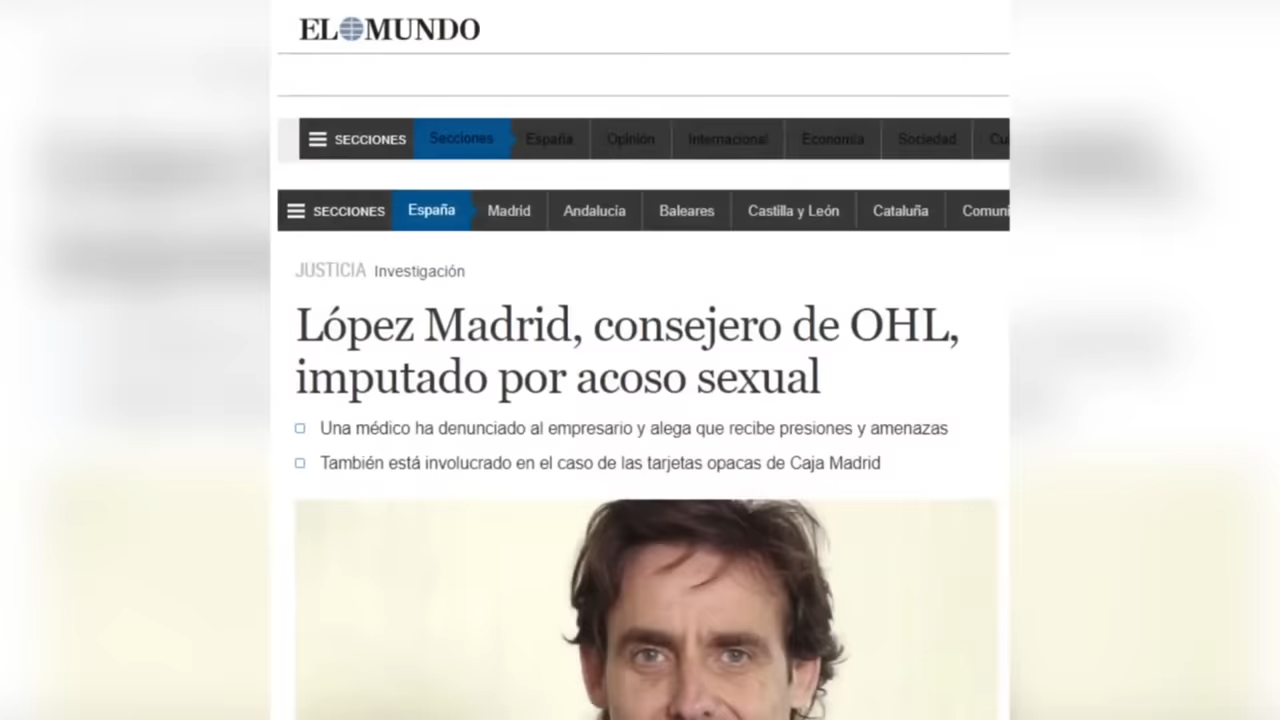 EL MUNDO
SECCIONES Secciones España Opinión Internacional Economía Sociedad Cu
SECCIONES España Madrid Andalucía Baleares Castilla y León Cataluña Comuni
JUSTICIA Investigación
López Madrid, consejero de OHL,
imputado por acoso sexual
Una médico ha denunciado al empresario y alega que recibe presiones y amenazas
También está involucrado en el caso de las tarjetas opacas de Caja Madrid